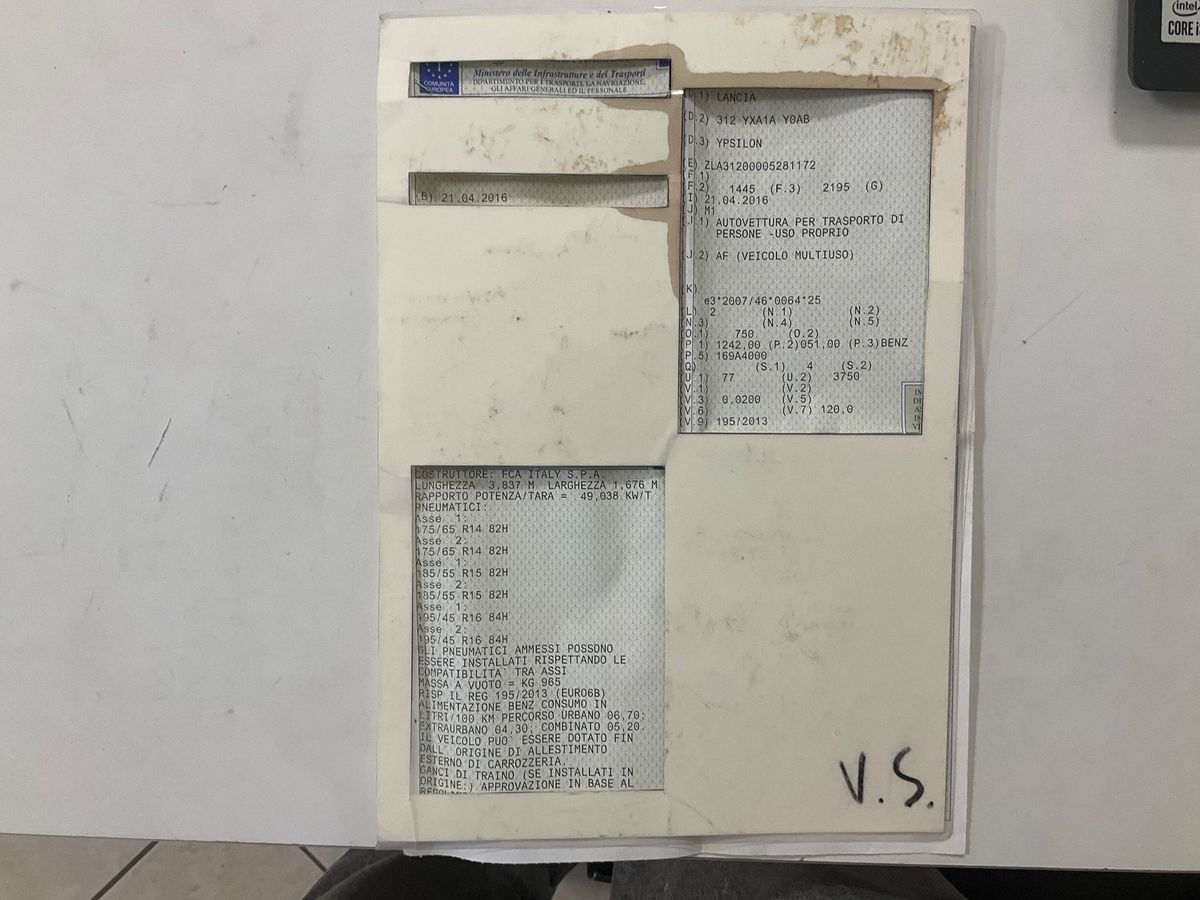 COMUNITÀ
EUROPEA
Ministero delle Infrastrutture e dei Trasporti
DIPARTIMENTO PER I TRASPORTI, LA NAVIGAZIONE,
GLI AFFARI GENERALI ED IL PERSONALE
(B) 21.04.2016
COSTRUTTORE: FCA ITALY S.P.A.
LUNGHEZZA 3,837 M LARGHEZZA 1,676 M
RAPPORTO POTENZA/TARA = 49,038 KW/T
PNEUMATICI:
Asse 1:
175/65 R14 82H
Asse 2:
175/65 R14 82H
Asse 1:
185/55 R15 82H
Asse 2:
185/55 R15 82H
Asse 1:
195/45 R16 84H
Asse 2:
195/45 R16 84H
GLI PNEUMATICI AMMESSI POSSONO
ESSERE INSTALLATI RISPETTANDO LE
COMPATIBILITA` TRA ASSI
MASSA A VUOTO = KG 965
RISP IL REG 195/2013 (EURO6B)
ALIMENTAZIONE BENZ CONSUMO IN
LITRI/100 KM PERCORSO URBANO 06,70;
EXTRAURBANO 04,30; COMBINATO 05,20.
IL VEICOLO PUO` ESSERE DOTATO FIN
DALL` ORIGINE DI ALLESTIMENTO
ESTERNO DI CARROZZERIA.
GANCI DI TRAINO (SE INSTALLATI IN
ORIGINE:) APPROVAZIONE IN BASE AL
(D.1) LANCIA
(D.2) 312 YXA1A Y0AB
(D.3) YPSILON
(E) ZLA31200005281172
(F.1)
(F.2) 1445 (F.3) 2195 (G)
(I) 21.04.2016
(J) M1
(J.1) AUTOVETTURA PER TRASPORTO DI
PERSONE -USO PROPRIO
(J.2) AF (VEICOLO MULTIUSO)
(K)
e3*2007/46*0064*25
(L) 2 (N.1) (N.2)
(N.3) (N.4) (N.5)
(O.1) 750 (O.2)
(P.1) 1242,00 (P.2)051,00 (P.3)BENZ
(P.5) 169A4000
(Q) (S.1) 4 (S.2)
(U.1) 77 (U.2) 3750
(V.1) (V.2)
(V.3) 0,0200 (V.5)
(V.6) (V.7) 120,0
(V.9) 195/2013
V.S.
intel
CORE i